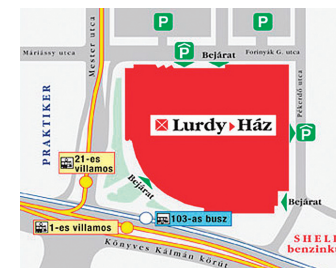 P
P
Máriássy utca
Mester utca
P
Bejárat
Forinyák G. utca
Pékerdő utca
PRAKTIKER
Lurdy Ház
P
21-es
villamos
Bejárat
Bejárat
103-as busz
1-es villamos
Könyves Kálmán körút
SHELL
benzinkút